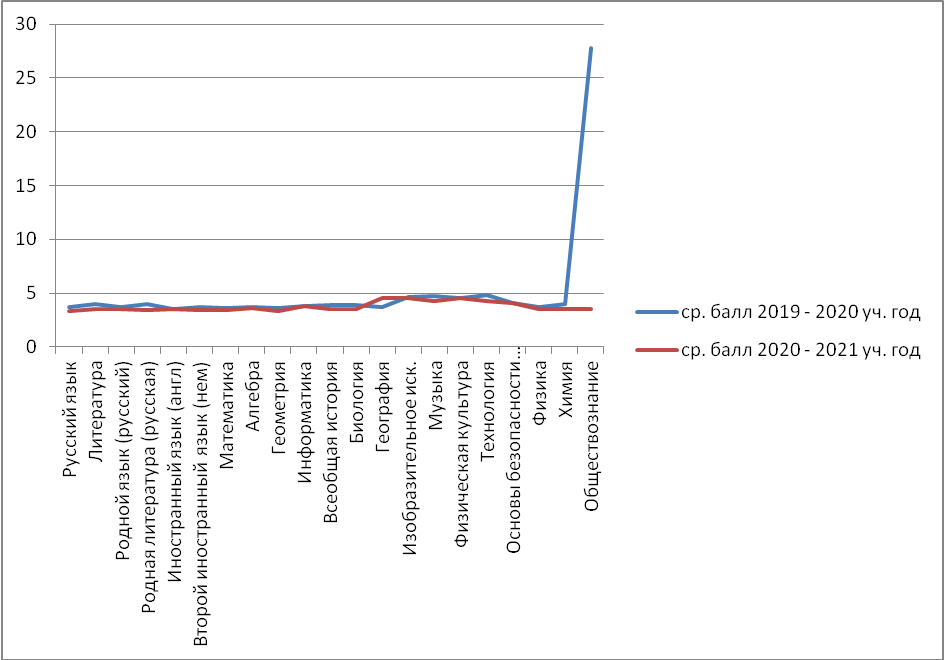 30
25
20
15
10
5
0
Русский язык
Литература
Родной язык (русский)
Родная литература (русская)
Иностранный язык (англ)
Второй иностранный язык (нем)
Математика
Алгебра
Геометрия
Информатика
Всеобщая история
Биология
География
Изобразительное иск.
Музыка
Физическая культура
Технология
Основы безопасности...
Физика
Химия
Обществознание
ср. балл 2019 - 2020 уч. год
ср. балл 2020 - 2021 уч. год